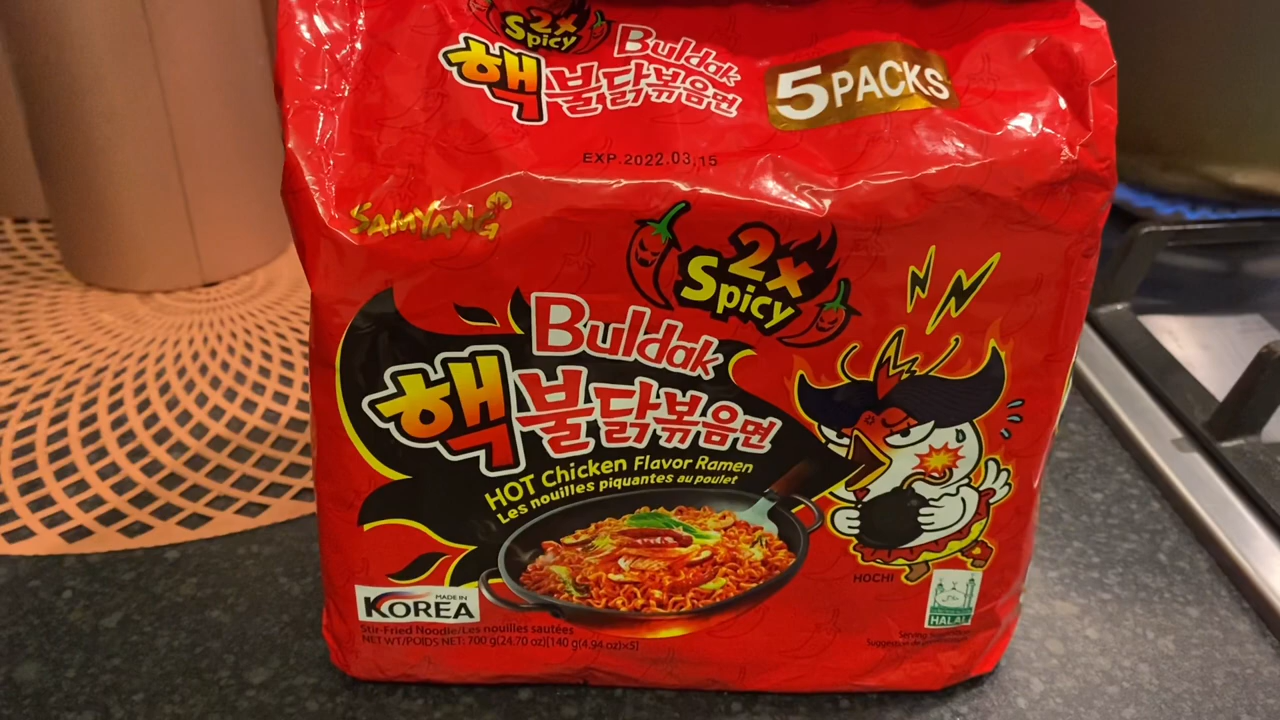 2x
Spicy
Buldak
핵불닭볶음면
5 PACKS
EXP.2022.03.15
SAMYANG
2x
Spicy
Buldak
핵불닭볶음면
HOT Chicken Flavor Ramen
Les nouilles piquantes au poulet
HOCHI
MADE IN
KOREA
HALAL
Stir-Fried Noodle/Les nouilles sautées
NET WT/POIDS NET: 700 g(24.70 oz)[140 g(4.94 oz)x5]
Serving